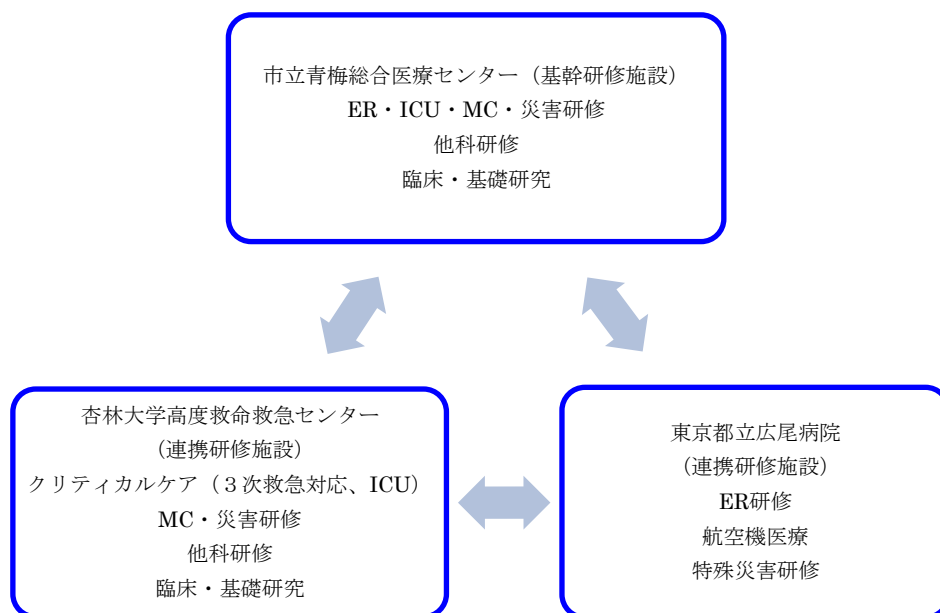 市立青梅総合医療センター（基幹研修施設）
ER・ICU・MC・災害研修
他科研修
臨床・基礎研究
杏林大学高度救命救急センター
（連携研修施設）
クリティカルケア（３次救急対応、ICU）
MC・災害研修
他科研修
臨床・基礎研究
東京都立広尾病院
（連携研修施設）
ER研修
航空機医療
特殊災害研修